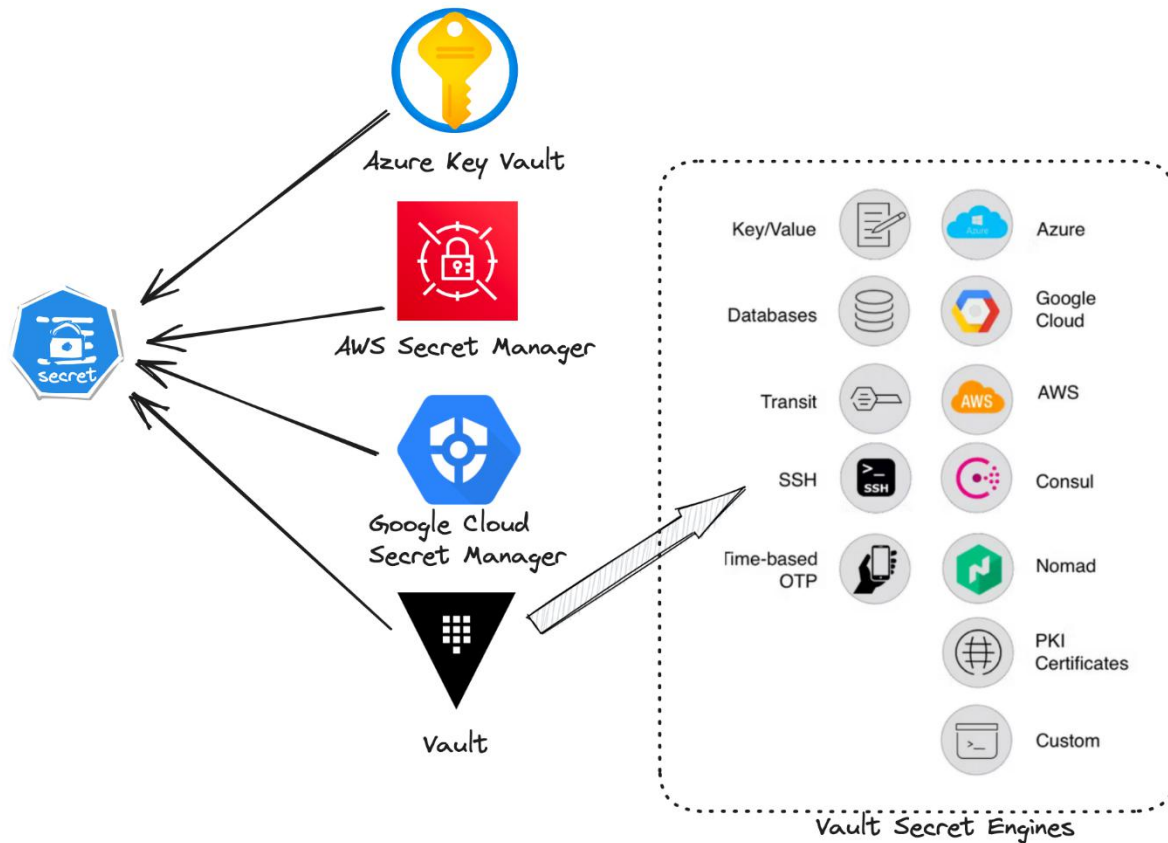 Azure Key Vault
AWS Secret Manager
secret
Google Cloud
Secret Manager
Vault
Key/Value
Azure
Azure
Databases
Google
Cloud
Transit
AWS
AWS
SSH
>_
SSH
Consul
Time-based
OTP
Nomad
PKI
Certificates
>_
Custom
Vault Secret Engines